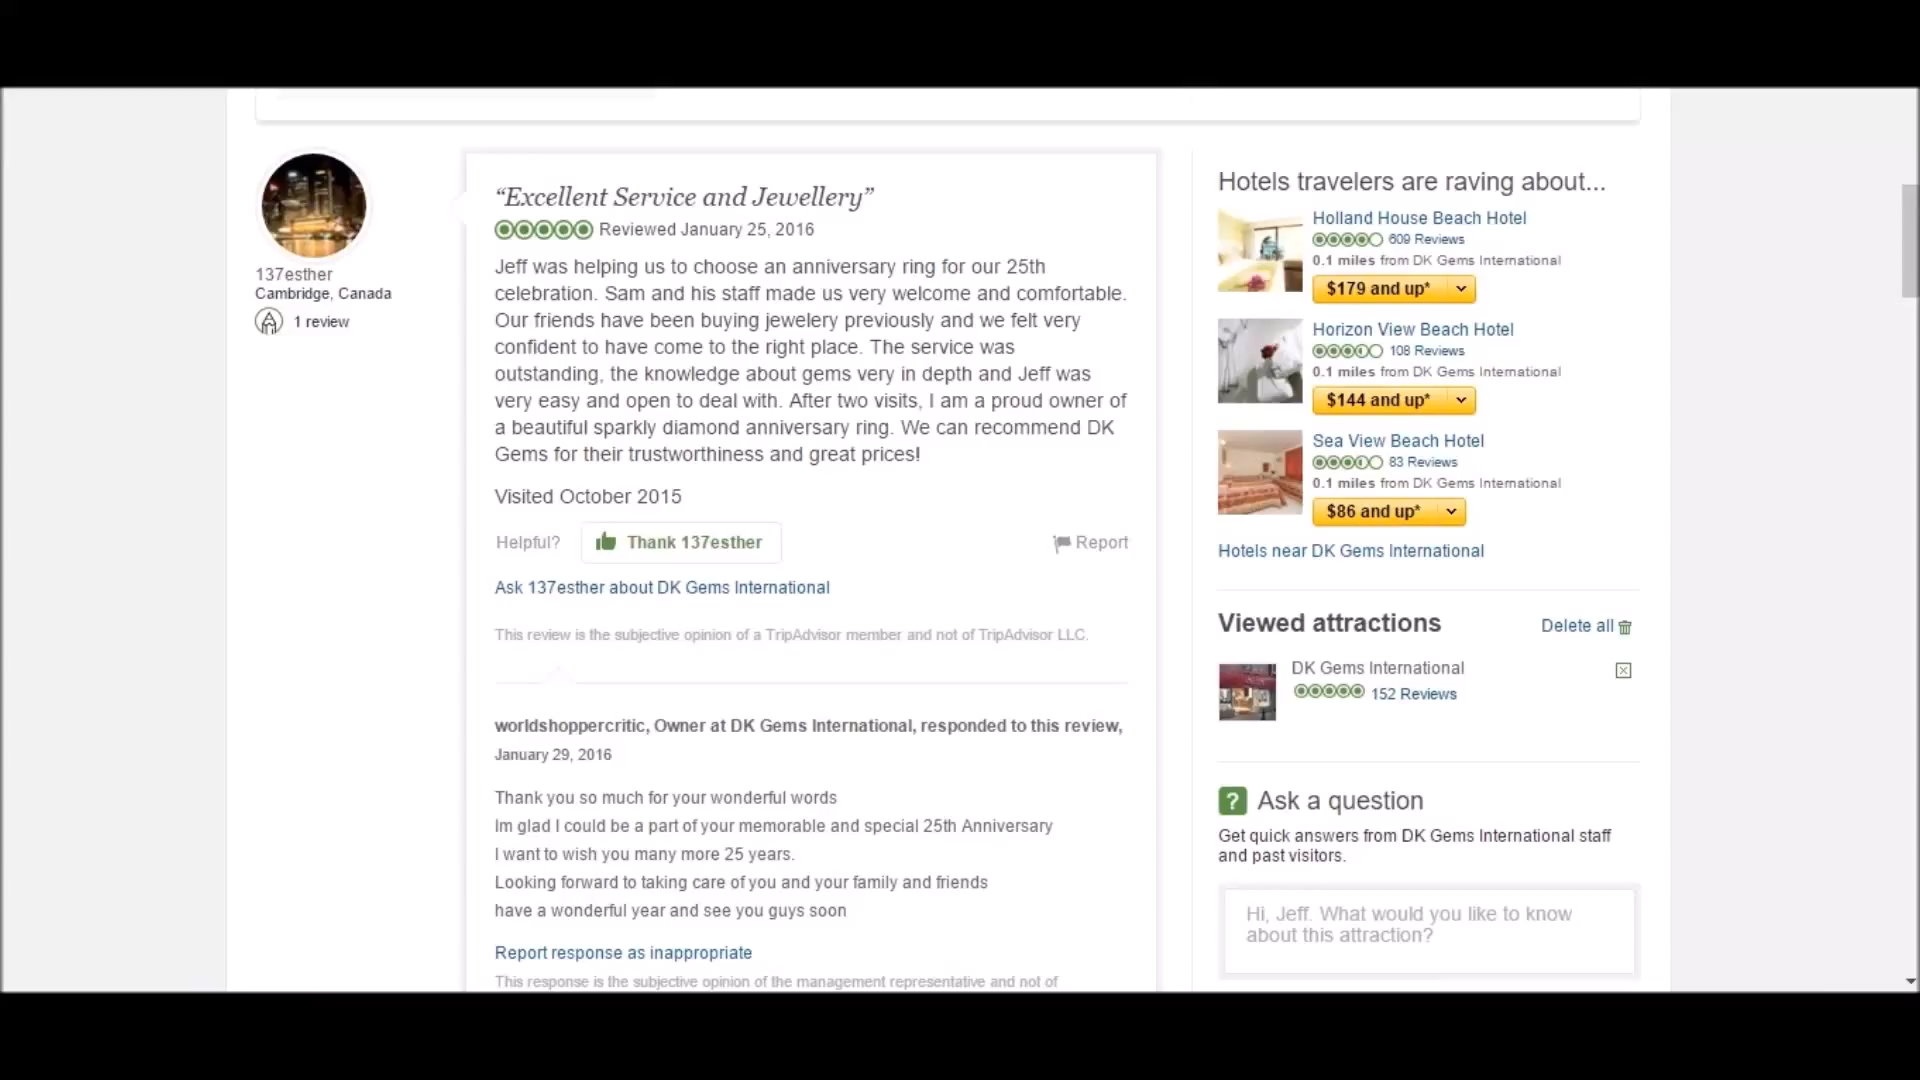 137esther
Cambridge, Canada
1 review
“Excellent Service and Jewellery”
Reviewed January 25, 2016
Jeff was helping us to choose an anniversary ring for our 25th
celebration. Sam and his staff made us very welcome and comfortable.
Our friends have been buying jewelery previously and we felt very
confident to have come to the right place. The service was
outstanding, the knowledge about gems very in depth and Jeff was
very easy and open to deal with. After two visits, I am a proud owner of
a beautiful sparkly diamond anniversary ring. We can recommend DK
Gems for their trustworthiness and great prices!
Visited October 2015
Helpful?
Thank 137esther
Report
Ask 137esther about DK Gems International
This review is the subjective opinion of a TripAdvisor member and not of TripAdvisor LLC.
worldshoppercritic, Owner at DK Gems International, responded to this review,
January 29, 2016
Thank you so much for your wonderful words
Im glad I could be a part of your memorable and special 25th Anniversary
I want to wish you many more 25 years.
Looking forward to taking care of you and your family and friends
have a wonderful year and see you guys soon
Report response as inappropriate
This response is the subjective opinion of the management representative and not of
Hotels travelers are raving about...
Holland House Beach Hotel
609 Reviews
0.1 miles from DK Gems International
$179 and up*
Horizon View Beach Hotel
108 Reviews
0.1 miles from DK Gems International
$144 and up*
Sea View Beach Hotel
83 Reviews
0.1 miles from DK Gems International
$86 and up*
Hotels near DK Gems International
Viewed attractions
Delete all
DK Gems International
152 Reviews
? Ask a question
Get quick answers from DK Gems International staff
and past visitors.
Hi, Jeff. What would you like to know
about this attraction?